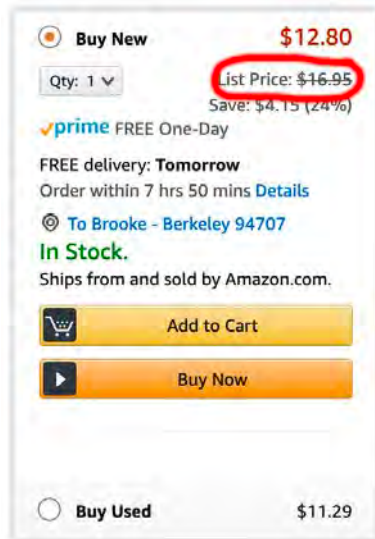 Buy New $12.80
Qty: 1 List Price: $16.95
Save: $4.15 (24%)
prime FREE One-Day
FREE delivery: Tomorrow
Order within 7 hrs 50 mins Details
To Brooke - Berkeley 94707
In Stock.
Ships from and sold by Amazon.com.
Add to Cart
Buy Now
Buy Used $11.29